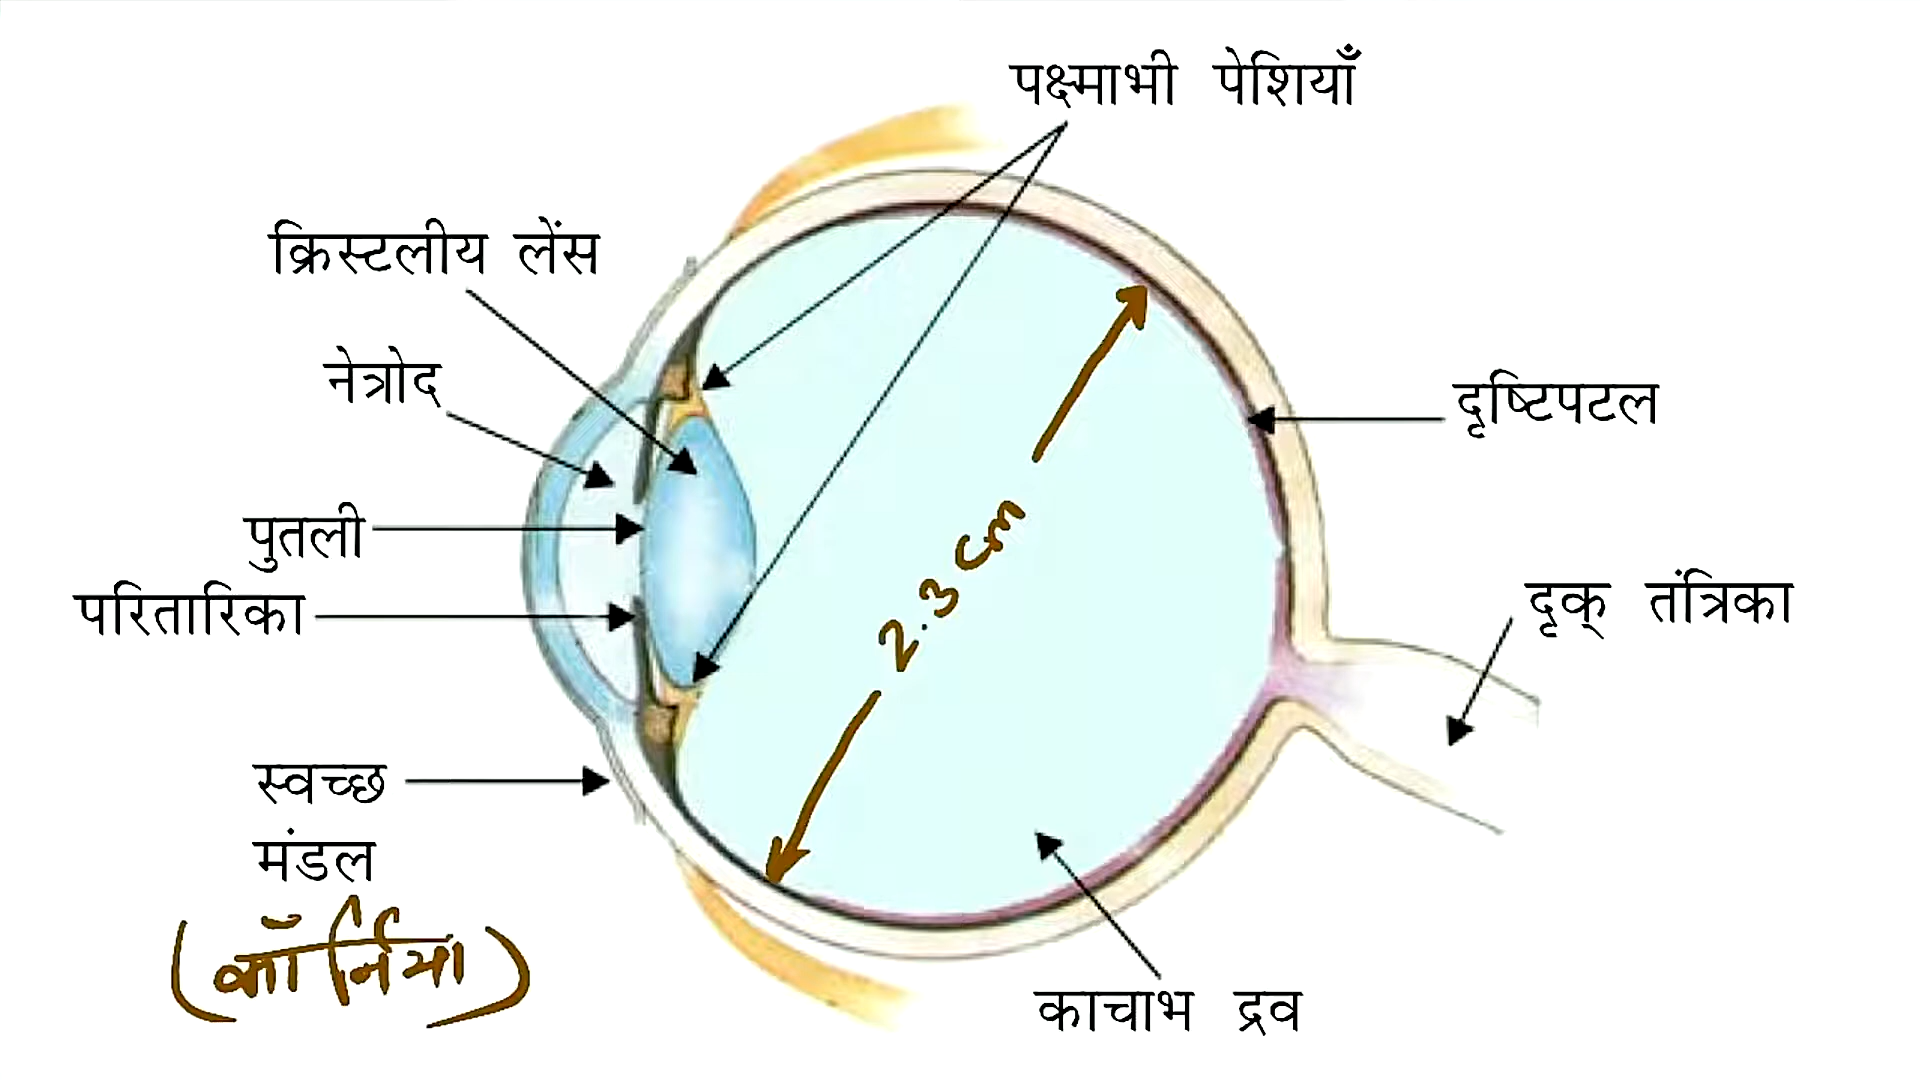 पक्ष्माभी पेशियाँ
क्रिस्टलीय लेंस
नेत्रोद
दृष्टिपटल
पुतली
परितारिका
दृक् तंत्रिका
2.3 cm
स्वच्छ
मंडल
(कॉर्निया)
काचाभ द्रव